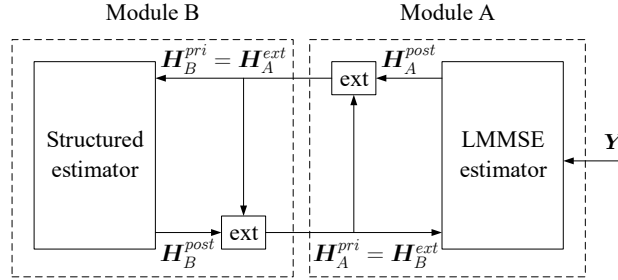 Module B
Module A
H_B^{pri} = H_A^{ext}
H_A^{post}
ext
Structured
estimator
LMMSE
estimator
Y
ext
H_B^{post}
H_A^{pri} = H_B^{ext}